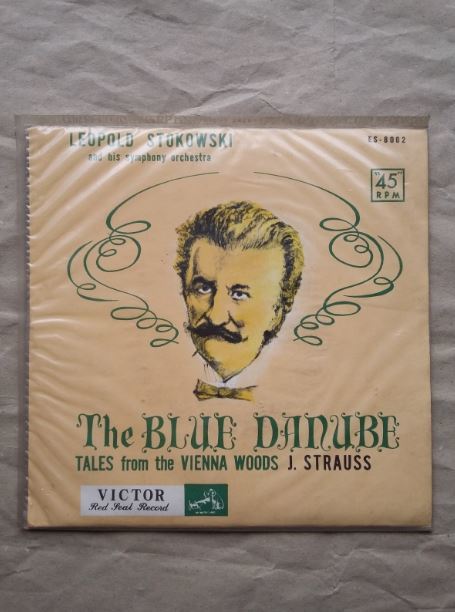 LEOPOLD STOKOWSKI
and his symphony orchestra
ES-8002
"45"
RPM
The BLUE DANUBE
TALES from the VIENNA WOODS J. STRAUSS
VICTOR
Red Seal Record